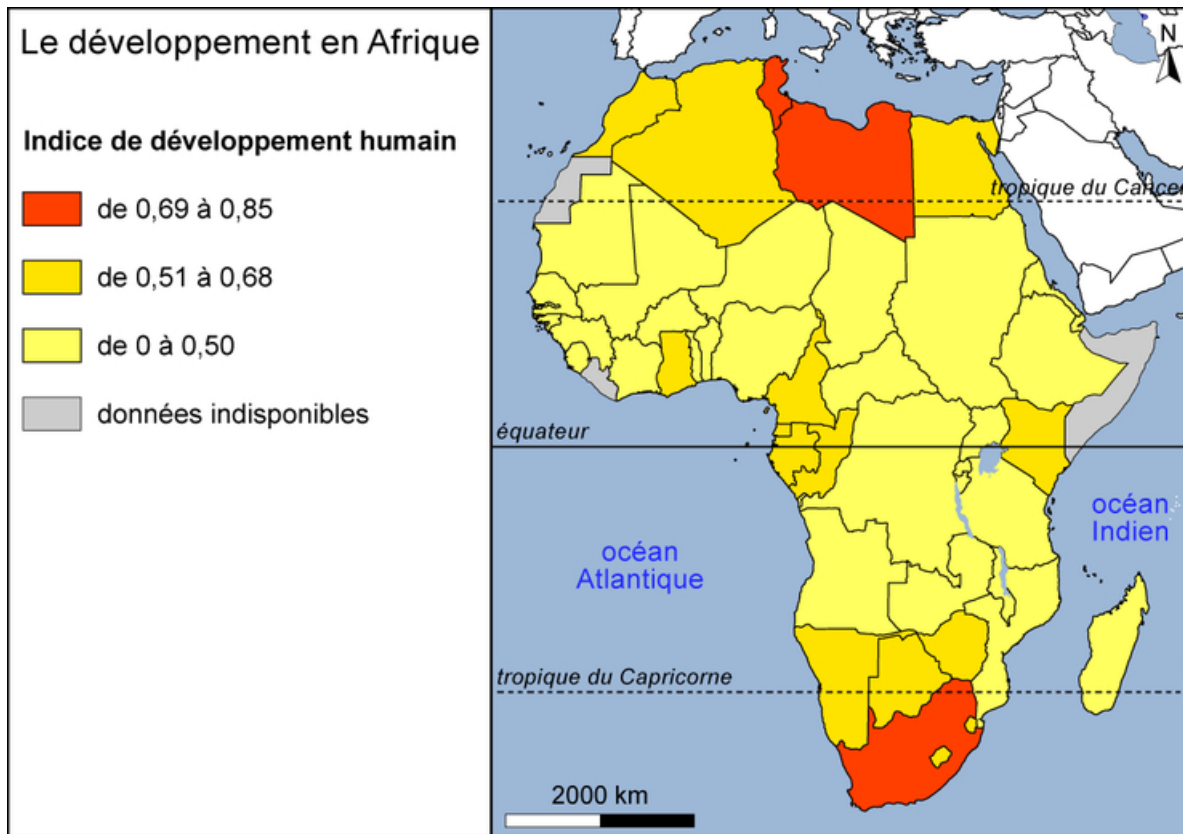 Le développement en Afrique
Indice de développement humain
de 0,69 à 0,85
de 0,51 à 0,68
de 0 à 0,50
données indisponibles
N
tropique du Cancer
équateur
océan
Atlantique
océan
Indien
tropique du Capricorne
2000 km